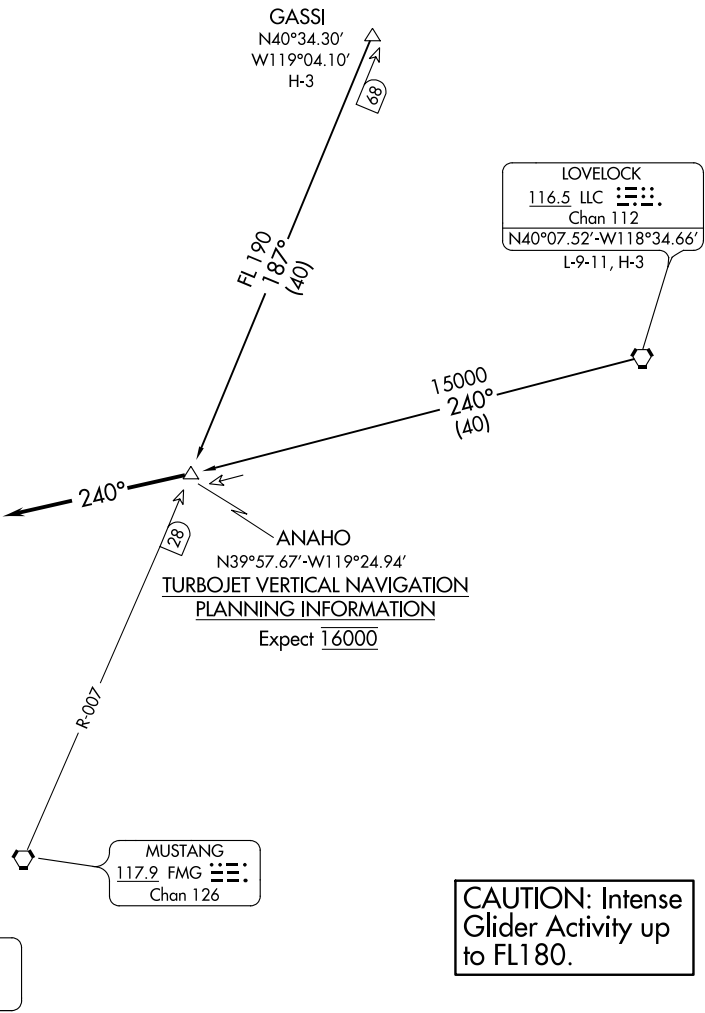 GASSI
N40°34.30′
W119°04.10′
H-3
68
LOVELOCK
116.5 LLC
Chan 112
N40°07.52′-W118°34.66′
L-9-11, H-3
FL 190
187°
(40)
15000
240°
(40)
240°
28
ANAHO
N39°57.67′-W119°24.94′
TURBOJET VERTICAL NAVIGATION
PLANNING INFORMATION
Expect 16000
R-007
MUSTANG
117.9 FMG
Chan 126
CAUTION: Intense
Glider Activity up
to FL180.